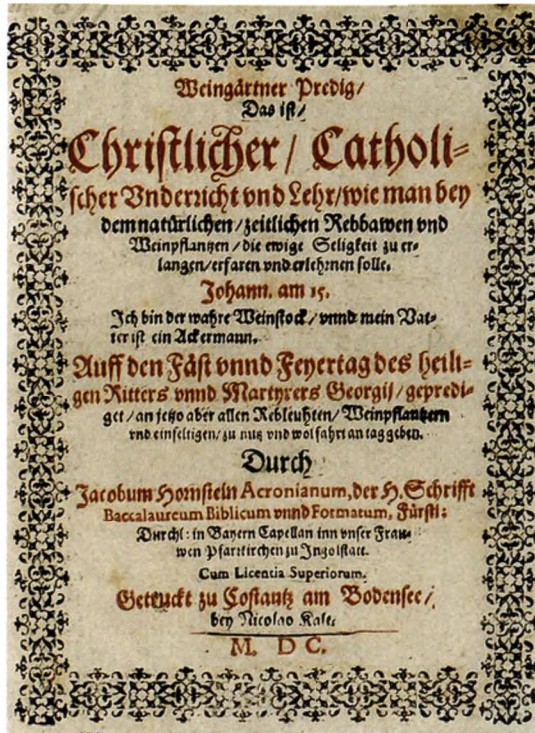 Weingärtner Predig/
Das ist/
Christlicher/ Catholi-
scher Vnderricht vnd Lehr/wie man bey
dem natürlichen/zeitlichen Rebbawen vnd
Weinpflantzen/die ewige Seligkeit zu er-
langen/erfaren vnd erlehrnen solle.
Johann. am 15.
Ich bin der wahre Weinstock/vnnd mein Vat-
ter ist ein Ackermann.
Auff den Fäst vnnd Feyertag des heili-
gen Ritters vnnd Martyrers Georgij/gepredi-
get/an jetzo aber allen Rebleuhten/Weinpflantzern
vnd einfeltigen/zu nutz vnd wolfahrt an tag geben.
Durch
Jacobum Hornstein Acronianum, der H. Schrifft
Baccalaureum Biblicum vnnd Formatum, Fürstl:
Durchl: in Bayern Capellan inn vnser Frau-
wen Pfarrkirchen zu Ingolstatt.
Cum Licentia Superiorum.
Getruckt zu Costantz am Bodensee/
bey Nicolao Kalt.
M. D C.